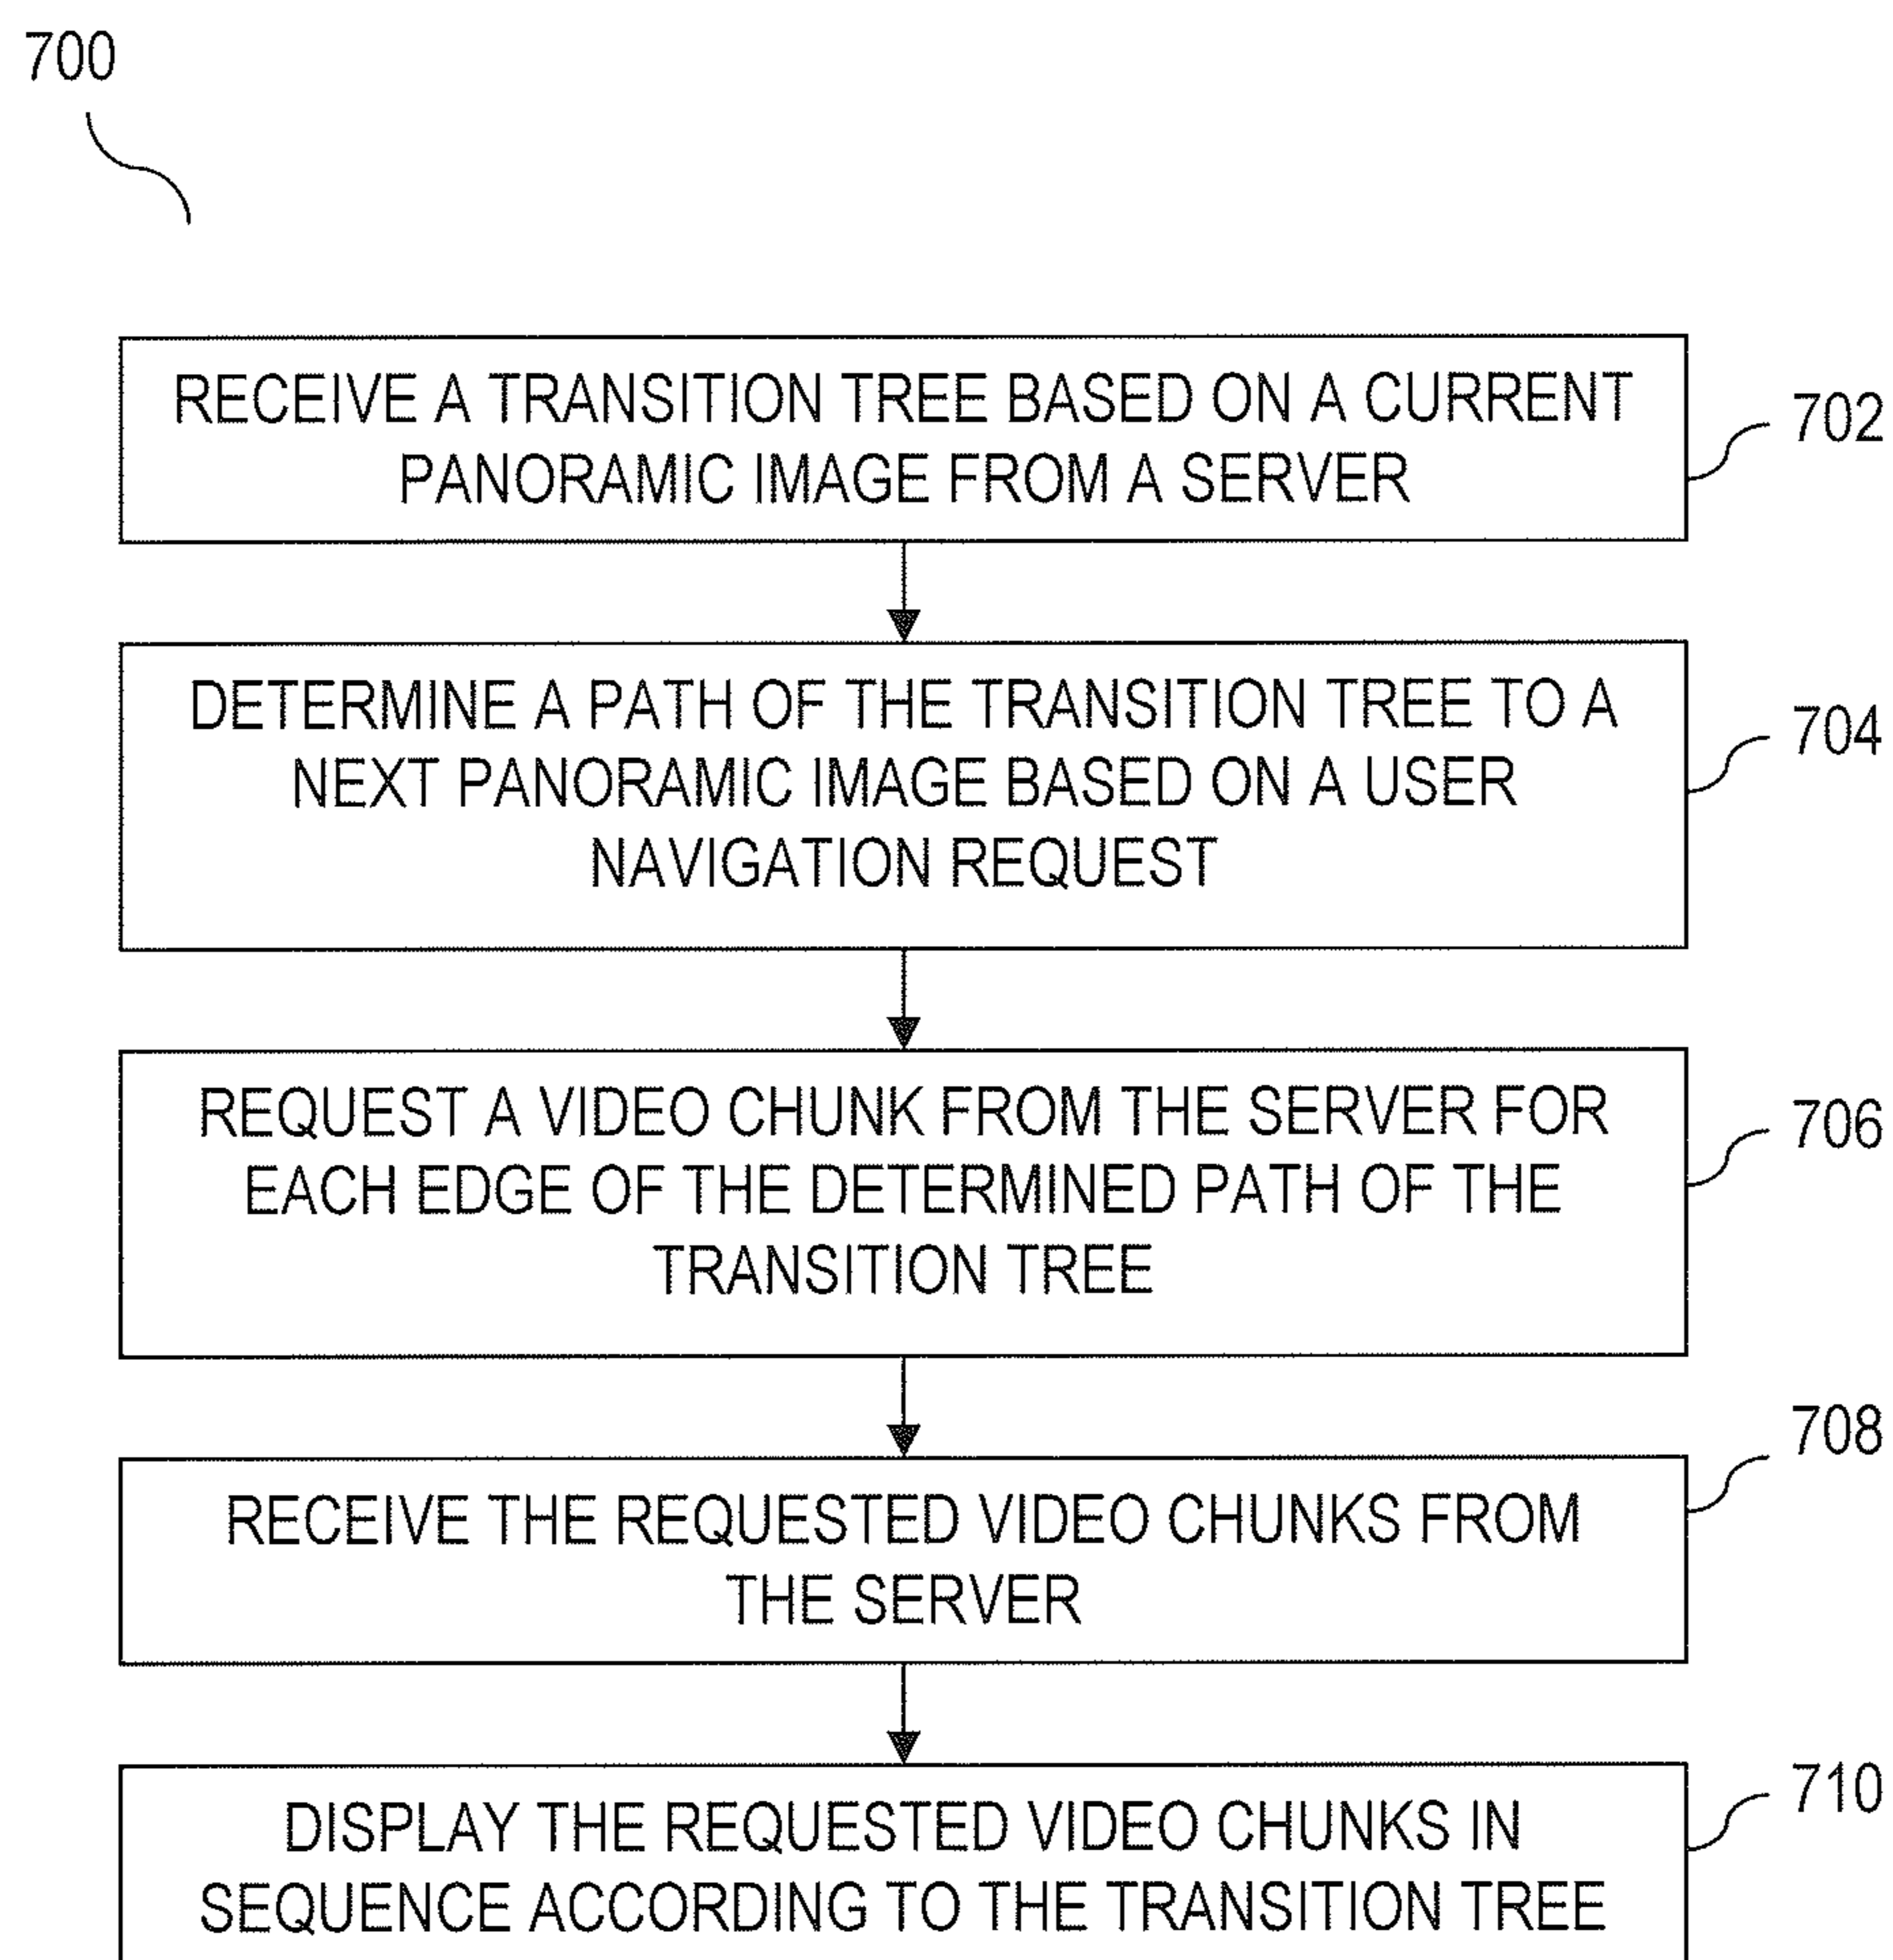 700
RECEIVE A TRANSITION TREE BASED ON A CURRENT
PANORAMIC IMAGE FROM A SERVER
702
DETERMINE A PATH OF THE TRANSITION TREE TO A
NEXT PANORAMIC IMAGE BASED ON A USER
NAVIGATION REQUEST
704
REQUEST A VIDEO CHUNK FROM THE SERVER FOR
EACH EDGE OF THE DETERMINED PATH OF THE
TRANSITION TREE
706
RECEIVE THE REQUESTED VIDEO CHUNKS FROM
THE SERVER
708
DISPLAY THE REQUESTED VIDEO CHUNKS IN
SEQUENCE ACCORDING TO THE TRANSITION TREE
710